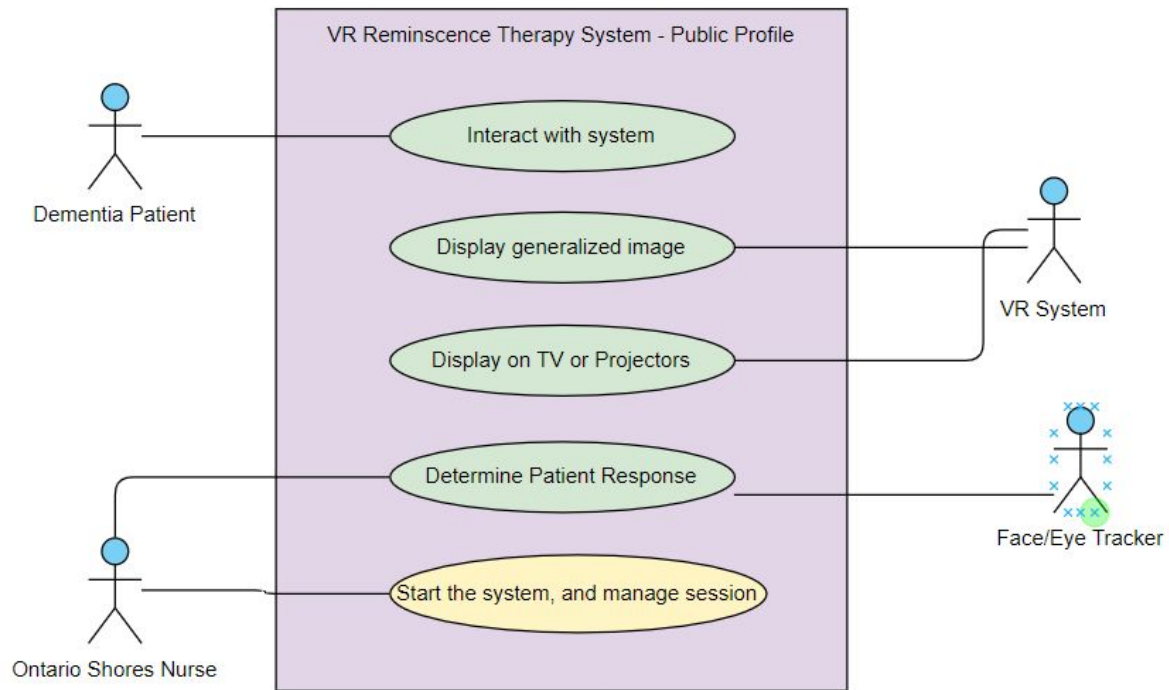 VR Reminscence Therapy System - Public Profile
Interact with system
Dementia Patient
Display generalized image
VR System
Display on TV or Projectors
Determine Patient Response
Face/Eye Tracker
Start the system, and manage session
Ontario Shores Nurse